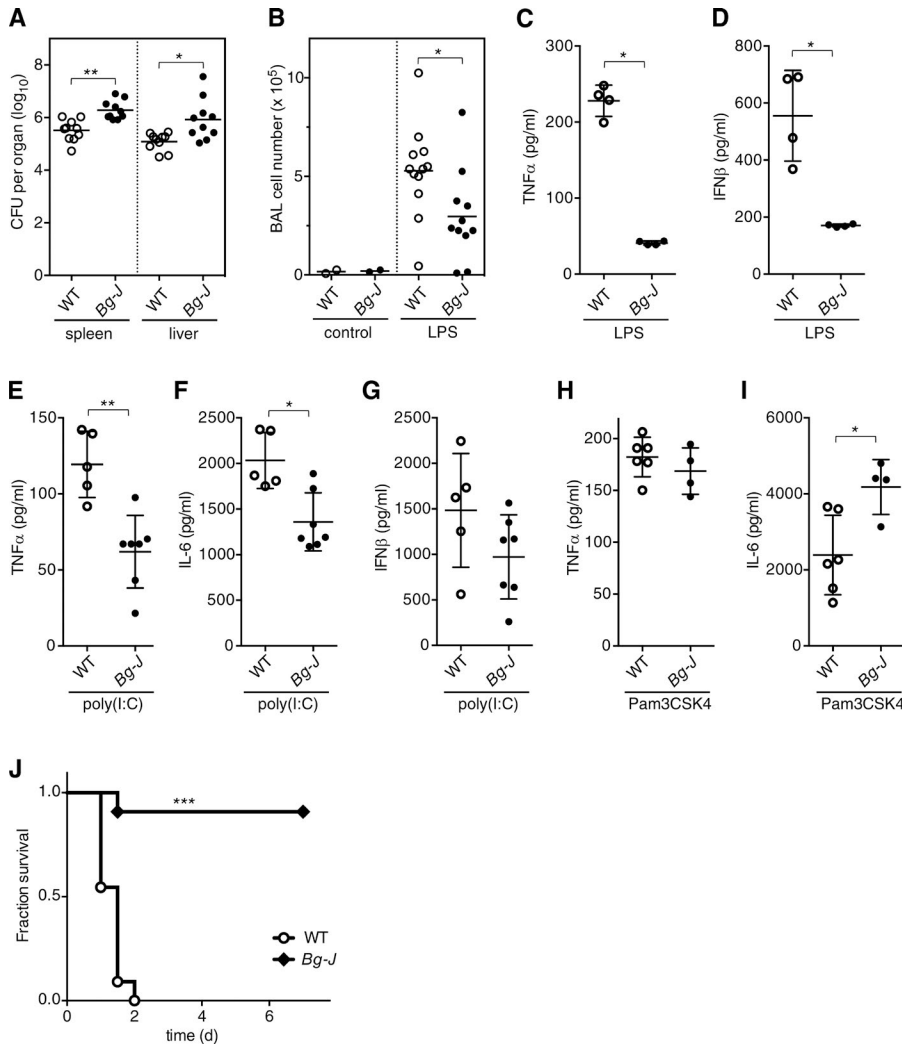 A
CFU per organ (log10)
10
8
6
4
2
0
**
*
WT
Bg-J
WT
Bg-J
spleen
liver
B
BAL cell number (x 10^5)
10
5
0
*
WT
Bg-J
WT
Bg-J
control
LPS
C
TNFα (pg/ml)
300
200
100
0
*
WT
Bg-J
LPS
D
IFNβ (pg/ml)
800
600
400
200
0
*
WT
Bg-J
LPS
E
TNFα (pg/ml)
150
100
50
0
**
WT
Bg-J
poly(I:C)
F
IL-6 (pg/ml)
2500
2000
1500
1000
500
0
*
WT
Bg-J
poly(I:C)
G
IFNβ (pg/ml)
2500
2000
1500
1000
500
0
WT
Bg-J
poly(I:C)
H
TNFα (pg/ml)
200
150
100
50
0
WT
Bg-J
Pam3CSK4
I
IL-6 (pg/ml)
6000
4000
2000
0
*
WT
Bg-J
Pam3CSK4
J
Fraction survival
1.0
0.5
0.0
***
WT
Bg-J
0
2
4
6
time (d)